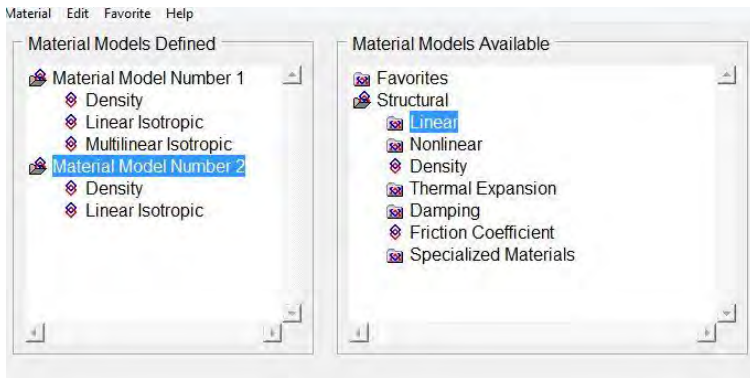 Material Edit Favorite Help
Material Models Defined
Material Model Number 1
Density
Linear Isotropic
Multilinear Isotropic
Material Model Number 2
Density
Linear Isotropic
Material Models Available
Favorites
Structural
Linear
Nonlinear
Density
Thermal Expansion
Damping
Friction Coefficient
Specialized Materials